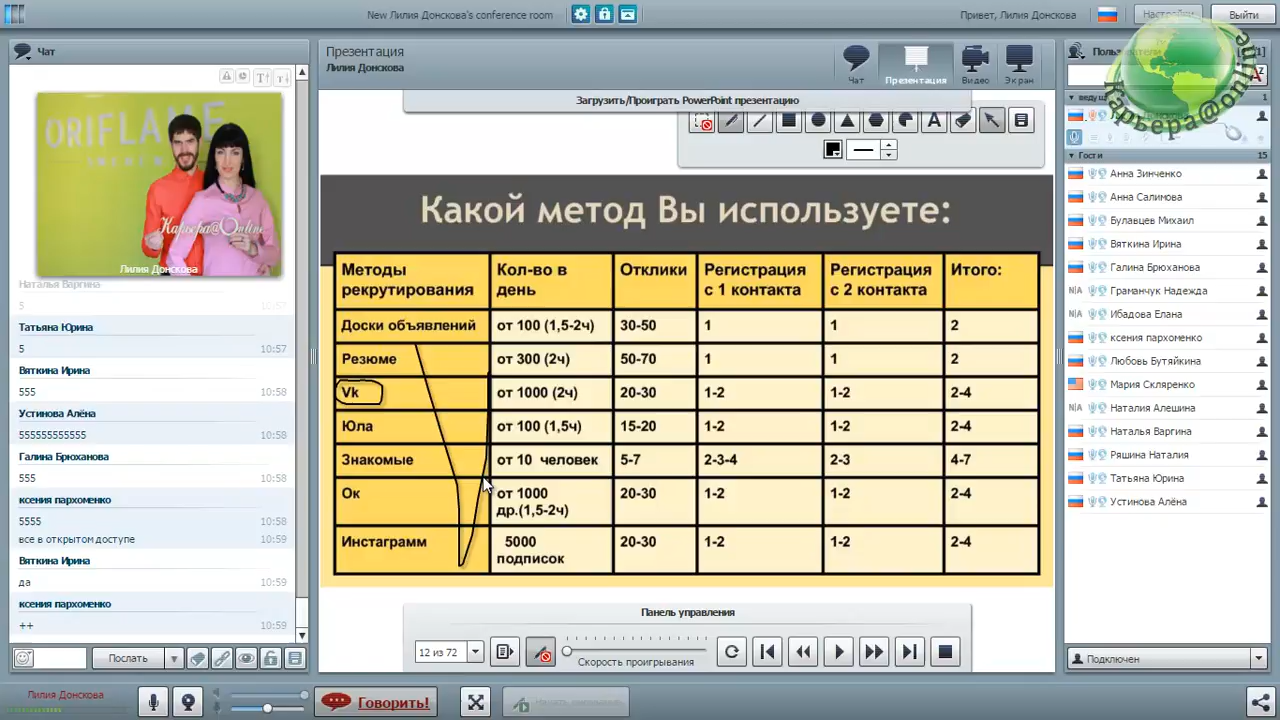 New Лилия Донскова's conference room
Привет, Лилия Донскова
Настройки
Выйти
Чат
ORIFLAME
Карьера@Online
Лилия Донскова
Наталья Варгина
5 10:57
Татьяна Юрина
5 10:57
Вяткина Ирина
555 10:58
Устинова Алёна
555555555555 10:58
Галина Брюханова
555 10:58
ксения пархоменко
5555 10:58
все в открытом доступе 10:59
Вяткина Ирина
да 10:59
ксения пархоменко
++ 10:59
Послать
Презентация
Лилия Донскова
Чат
Презентация
Видео
Экран
Загрузить/Проиграть PowerPoint презентацию
A
Какой метод Вы используете:
Методы рекрутирования Кол-во в день Отклики Регистрация с 1 контакта Регистрация с 2 контакта Итого:
Доски объявлений от 100 (1,5-2ч) 30-50 1 1 2
Резюме от 300 (2ч) 50-70 1 1 2
Vk от 1000 (2ч) 20-30 1-2 1-2 2-4
Юла от 100 (1,5ч) 15-20 1-2 1-2 2-4
Знакомые от 10 человек 5-7 2-3-4 2-3 4-7
Ок от 1000 др.(1,5-2ч) 20-30 1-2 1-2 2-4
Инстаграмм 5000 подписок 20-30 1-2 1-2 2-4
Панель управления
12 из 72
Скорость проигрывания
карьера@online
Гости 15
Анна Зинченко
Анна Салимова
Булавцев Михаил
Вяткина Ирина
Галина Брюханова
N/A Граманчук Надежда
N/A Ибадова Елана
ксения пархоменко
Любовь Бутяйкина
Мария Скляренко
N/A Наталия Алешина
Наталья Варгина
Ряшина Наталия
Татьяна Юрина
Устинова Алёна
Подключен
Лилия Донскова
Говорить!